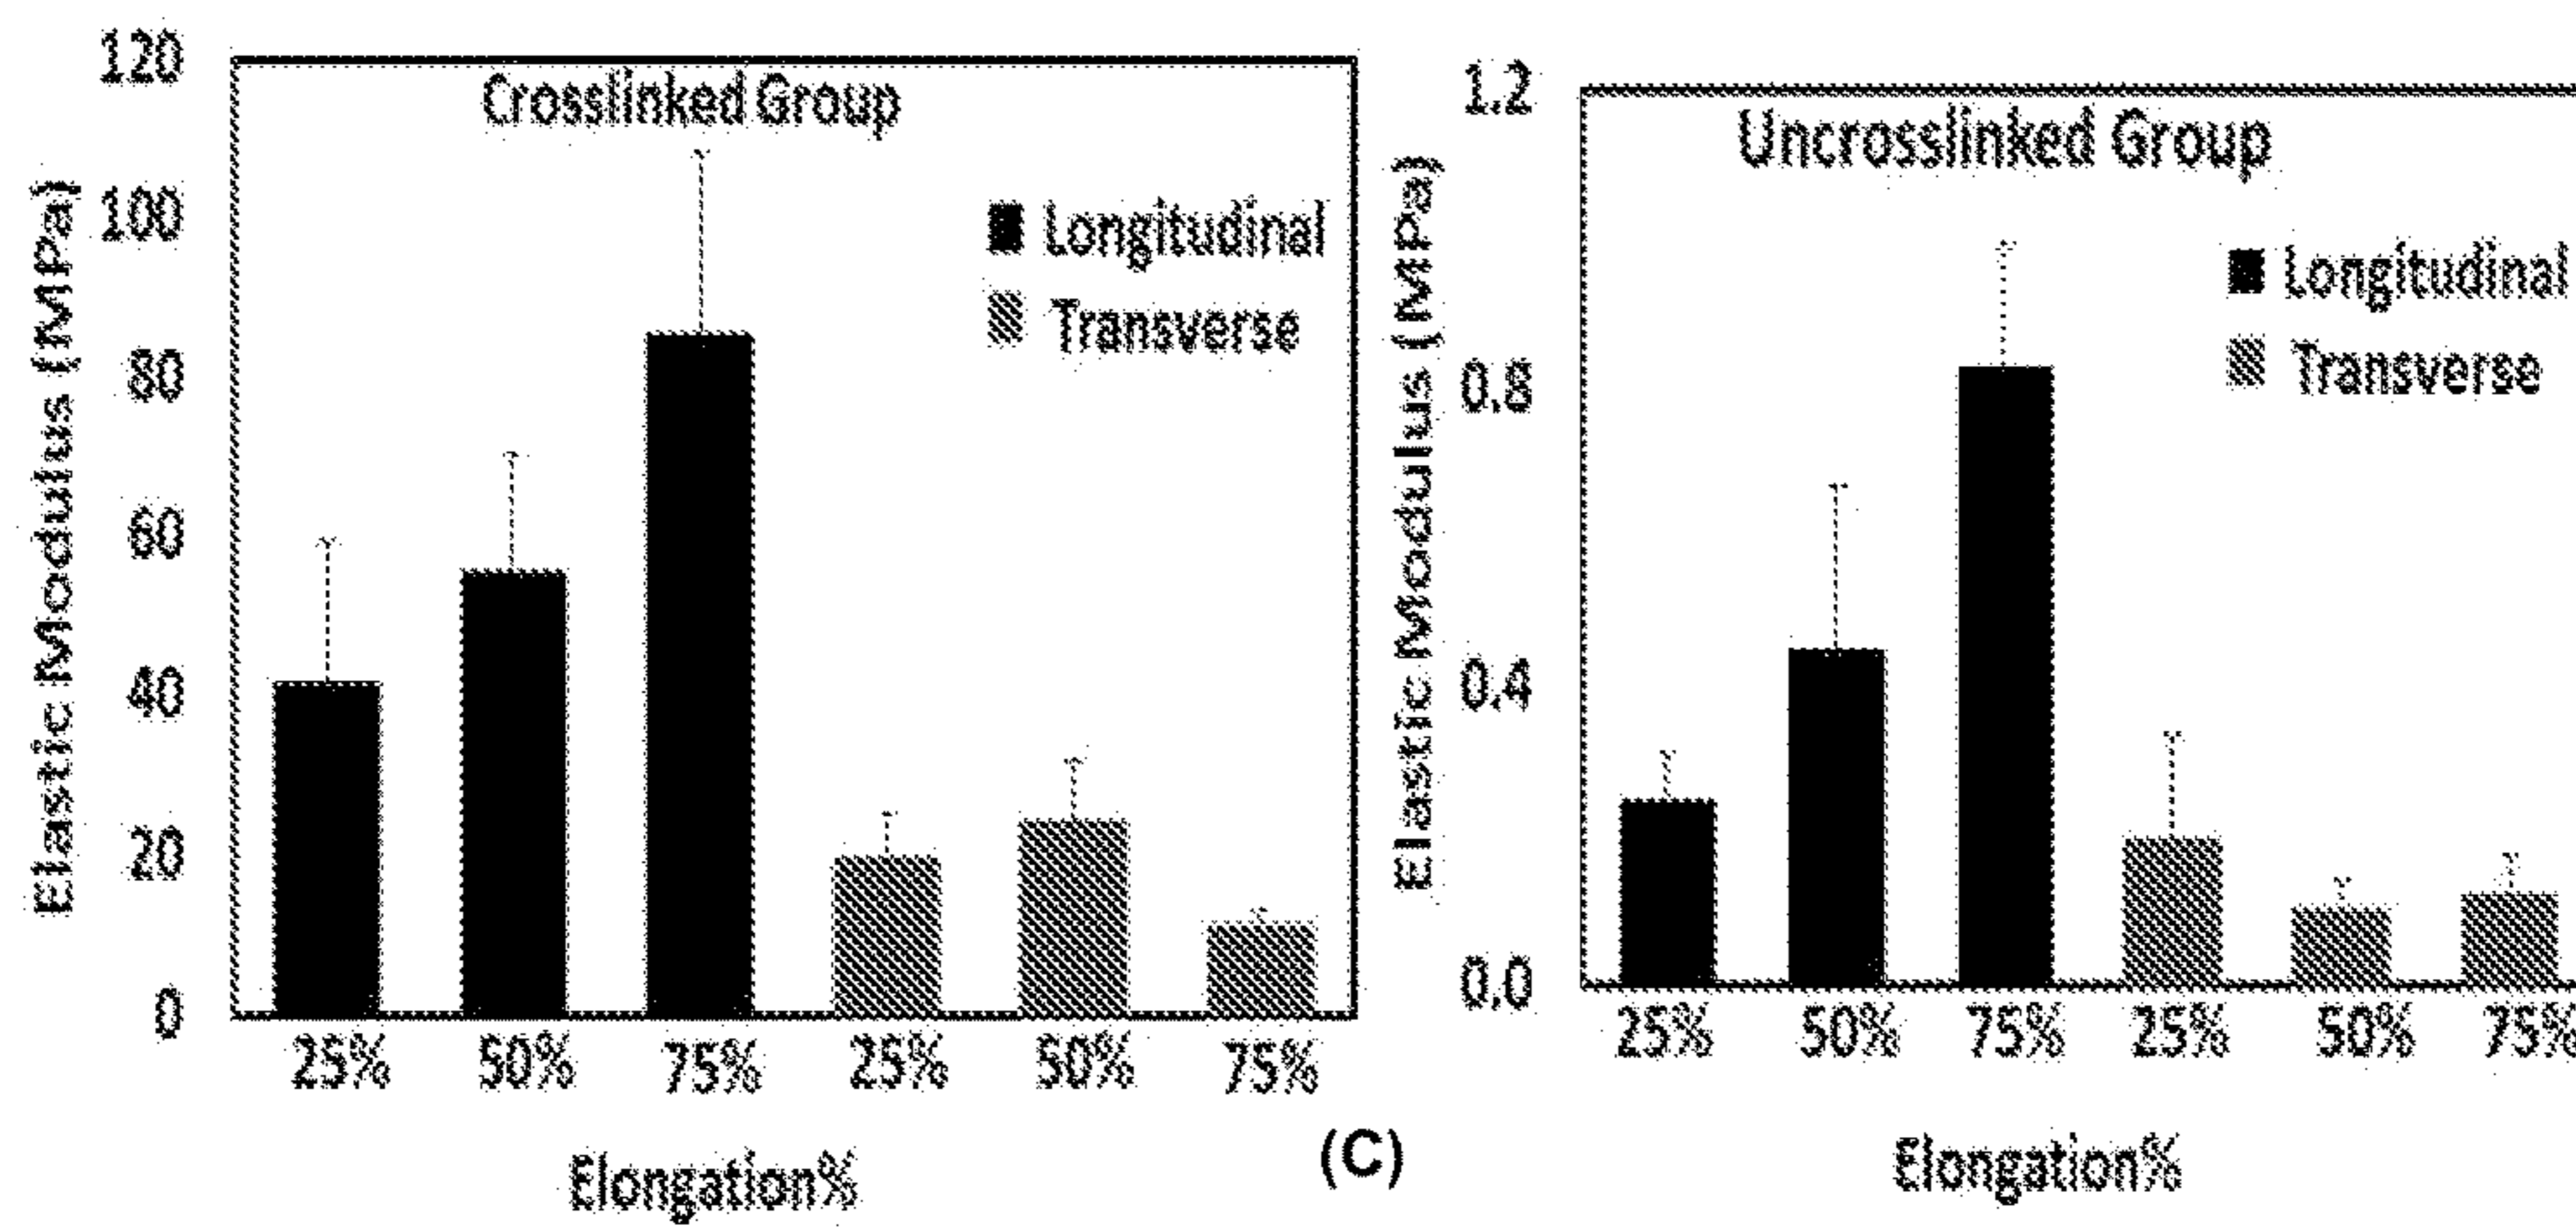 Crosslinked Group
Elastic Modulus (MPa)
120
100
80
60
40
20
0
Longitudinal
Transverse
25% 50% 75% 25% 50% 75%
Elongation%
(C)
Uncrosslinked Group
Elastic Modulus (MPa)
1.2
0.8
0.4
0.0
Longitudinal
Transverse
25% 50% 75% 25% 50% 75%
Elongation%